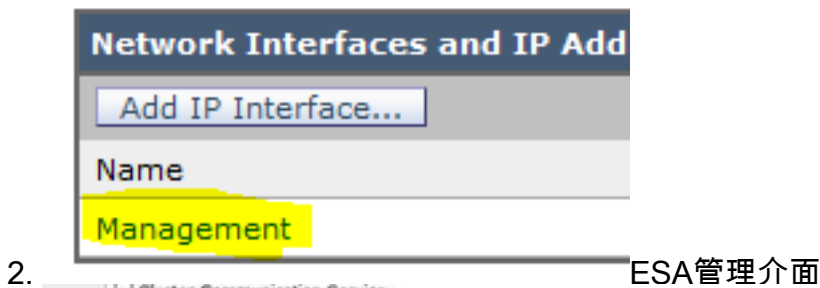 Network Interfaces and IP Add
Add IP Interface...
Name
Management
2. ESA管理介面